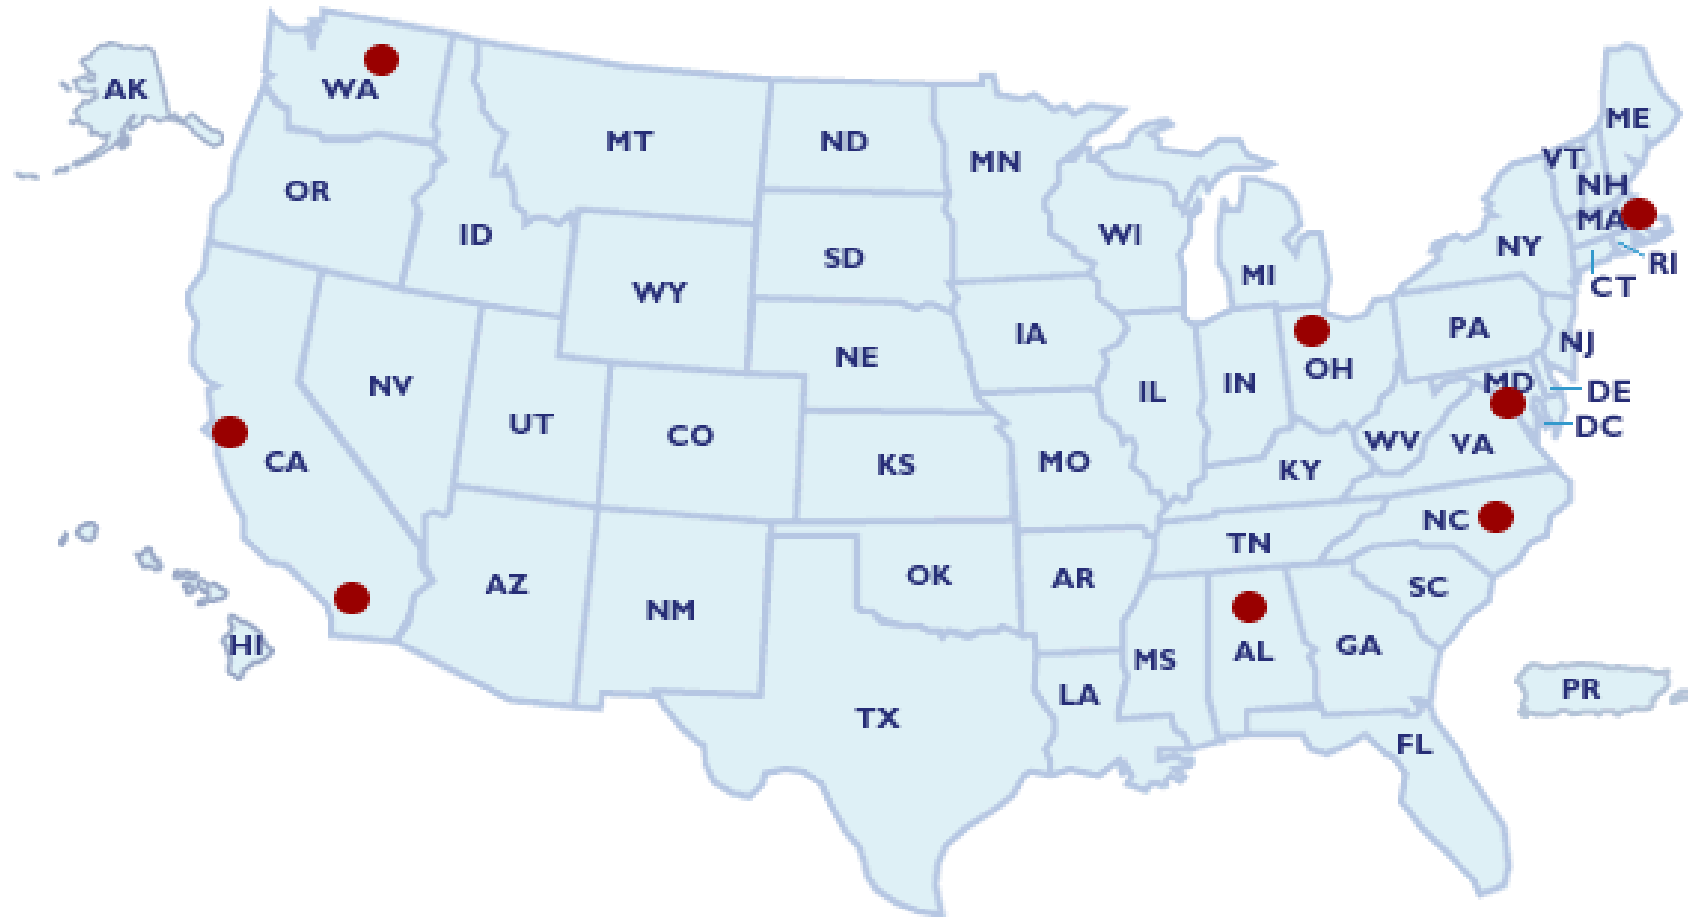 AK
WA
MT
ND
MN
ME
VT
NH
MA
RI
CT
NY
OR
ID
SD
WI
MI
WY
IA
NE
PA
NJ
OH
IN
IL
MD
DE
DC
NV
UT
CO
KS
MO
WV
VA
KY
CA
NC
TN
AZ
NM
OK
AR
SC
HI
MS
AL
GA
LA
PR
TX
FL